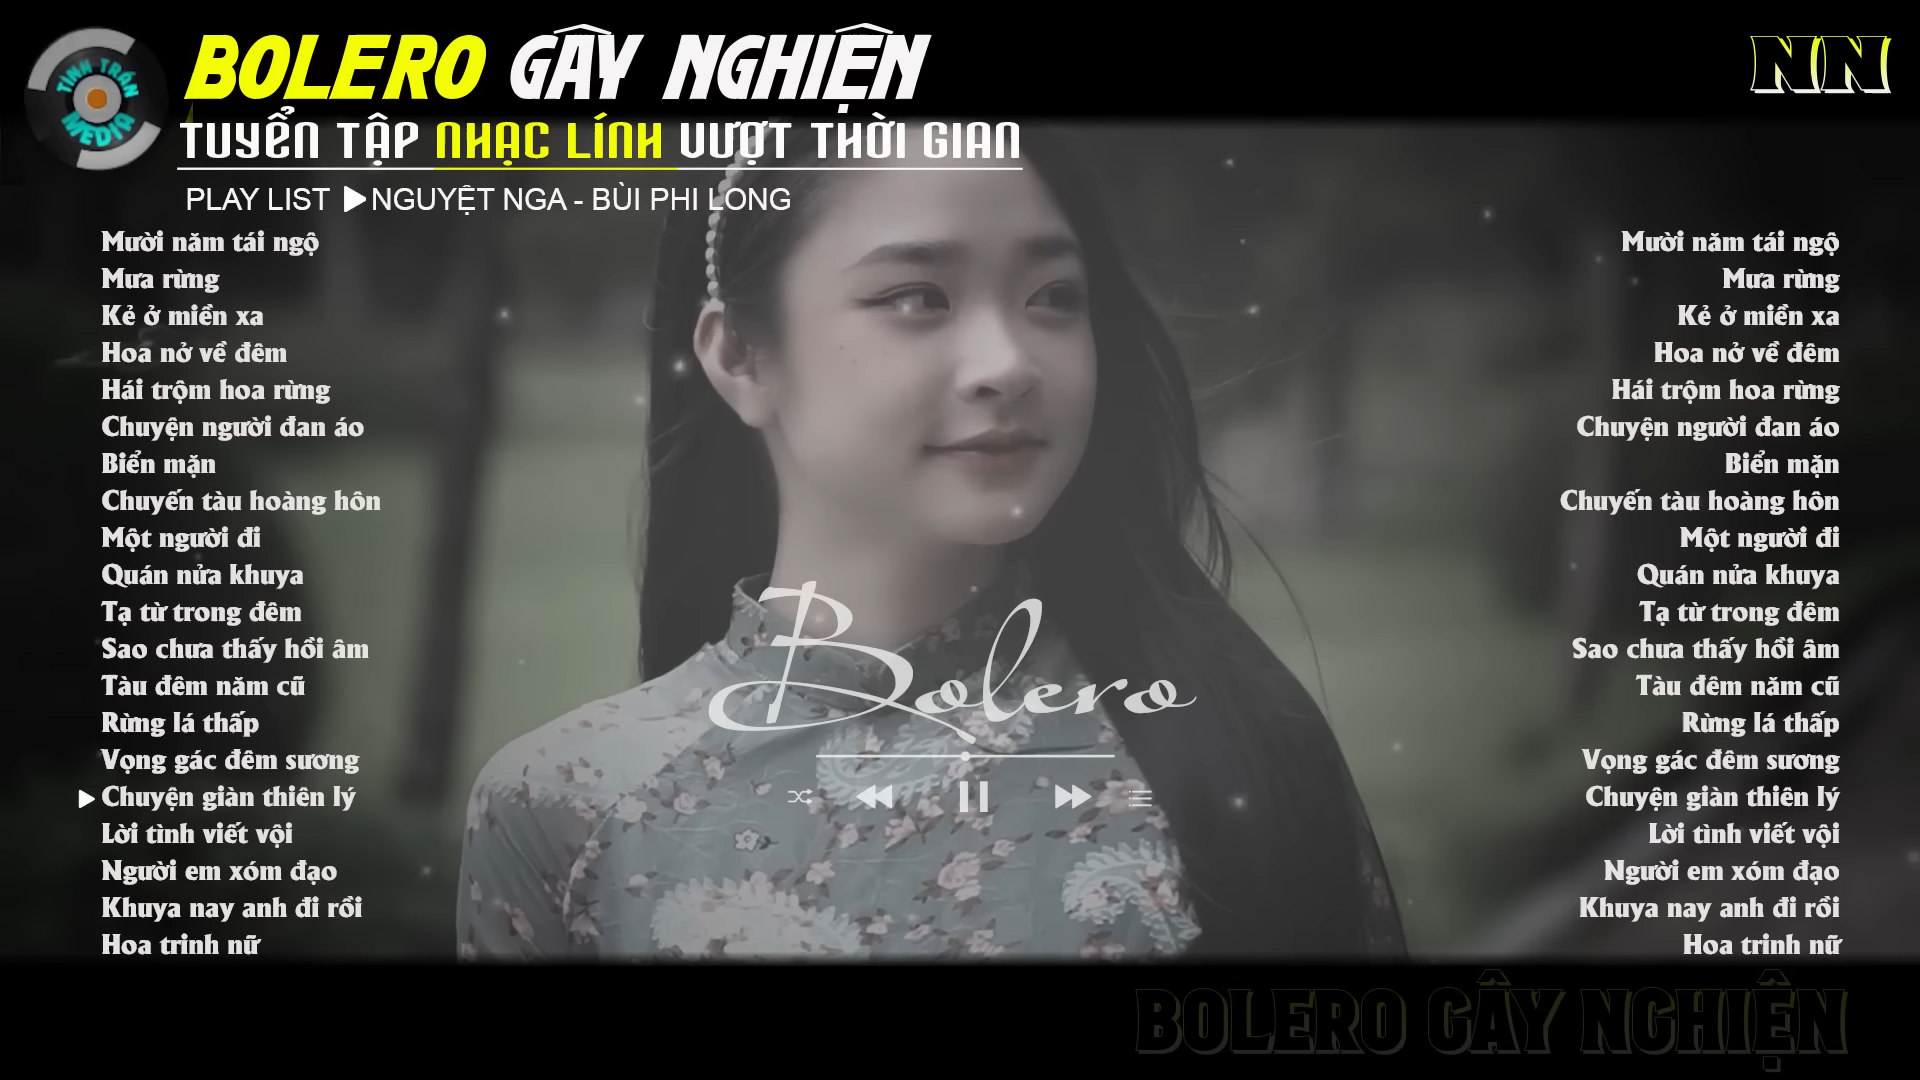 TÌNH TRẦN
MEDIA
BOLERO GÂY NGHIỆN
NN
TUYỂN TẬP NHẠC LÍNH VƯỢT THỜI GIAN
PLAY LIST ▶NGUYỆT NGA - BÙI PHI LONG
Mười năm tái ngộ
Mưa rừng
Kẻ ở miền xa
Hoa nở về đêm
Hái trộm hoa rừng
Chuyện người đan áo
Biển mặn
Chuyến tàu hoàng hôn
Một người đi
Quán nửa khuya
Tạ từ trong đêm
Sao chưa thấy hồi âm
Tàu đêm năm cũ
Rừng lá thấp
Vọng gác đêm sương
Chuyện giàn thiên lý
Lời tình viết vội
Người em xóm đạo
Khuya nay anh đi rồi
Hoa trinh nữ
Bolero
Mười năm tái ngộ
Mưa rừng
Kẻ ở miền xa
Hoa nở về đêm
Hái trộm hoa rừng
Chuyện người đan áo
Biển mặn
Chuyến tàu hoàng hôn
Một người đi
Quán nửa khuya
Tạ từ trong đêm
Sao chưa thấy hồi âm
Tàu đêm năm cũ
Rừng lá thấp
Vọng gác đêm sương
Chuyện giàn thiên lý
Lời tình viết vội
Người em xóm đạo
Khuya nay anh đi rồi
Hoa trinh nữ
BOLERO GÂY NGHIỆN